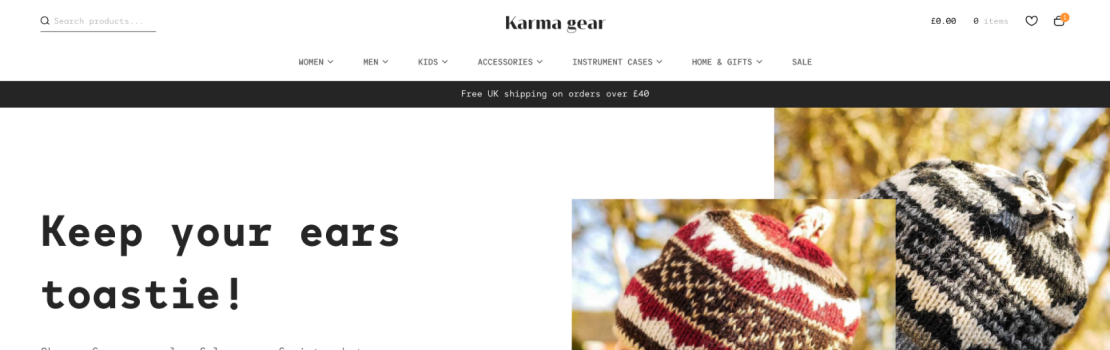 Search products...
Karma gear
£0.00 0 items
WOMEN MEN KIDS ACCESSORIES INSTRUMENT CASES HOME & GIFTS SALE
Free UK shipping on orders over £40
Keep your ears
toastie!